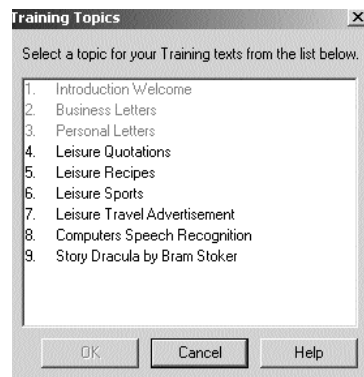 Training Topics
Select a topic for your Training texts from the list below.
1. Introduction Welcome
2. Business Letters
3. Personal Letters
4. Leisure Quotations
5. Leisure Recipes
6. Leisure Sports
7. Leisure Travel Advertisement
8. Computers Speech Recognition
9. Story Dracula by Bram Stoker
OK Cancel Help